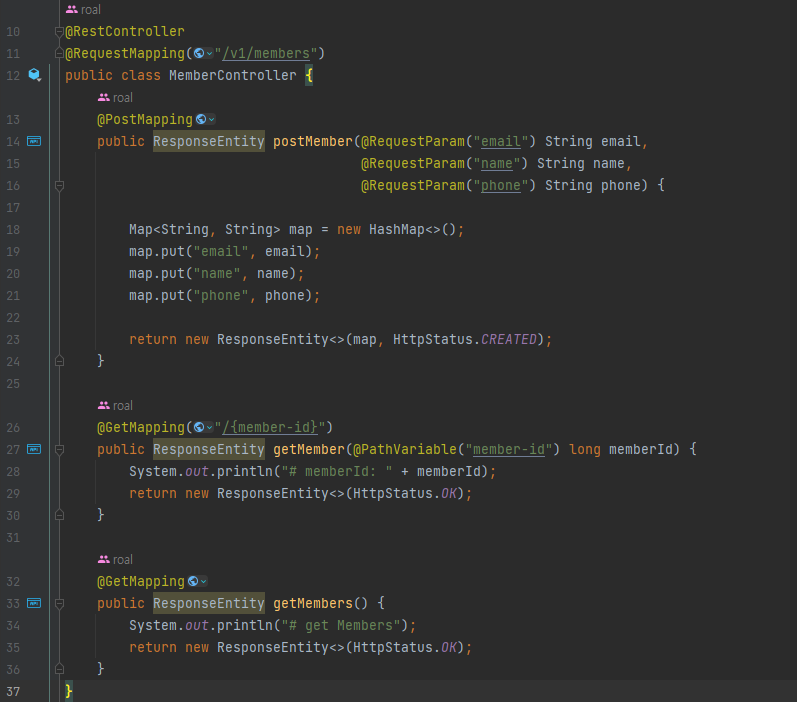 roal
10 @RestController
11 @RequestMapping("/v1/members")
12 public class MemberController {
roal
13 @PostMapping
14 public ResponseEntity postMember(@RequestParam("email") String email,
15 @RequestParam("name") String name,
16 @RequestParam("phone") String phone) {
17
18 Map<String, String> map = new HashMap<>();
19 map.put("email", email);
20 map.put("name", name);
21 map.put("phone", phone);
22
23 return new ResponseEntity<>(map, HttpStatus.CREATED);
24 }
25
roal
26 @GetMapping("/{member-id}")
27 public ResponseEntity getMember(@PathVariable("member-id") long memberId) {
28 System.out.println("# memberId: " + memberId);
29 return new ResponseEntity<>(HttpStatus.OK);
30 }
31
roal
32 @GetMapping
33 public ResponseEntity getMembers() {
34 System.out.println("# get Members");
35 return new ResponseEntity<>(HttpStatus.OK);
36 }
37 }